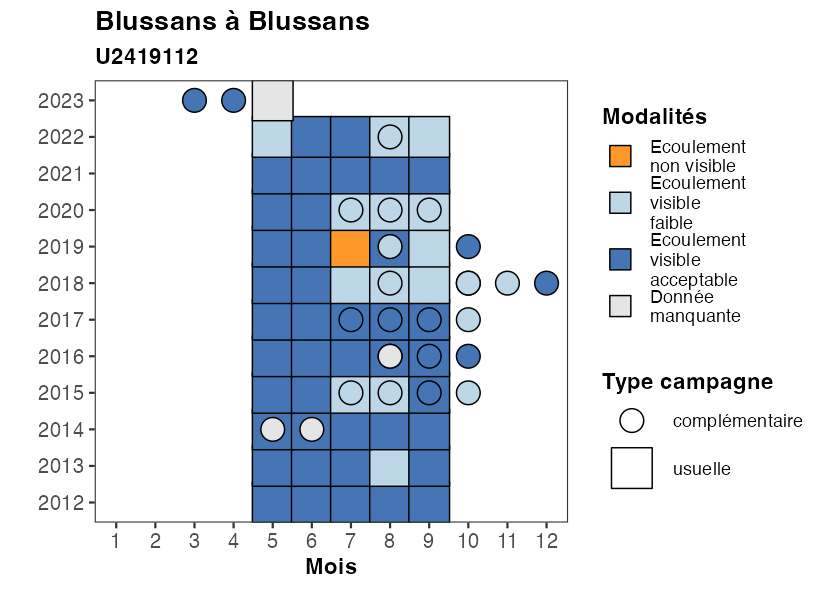 Blussans à Blussans
U2419112
2023
2022
2021
2020
2019
2018
2017
2016
2015
2014
2013
2012
1 2 3 4 5 6 7 8 9 10 11 12
Mois
Modalités
Ecoulement
non visible
Ecoulement
visible
faible
Ecoulement
visible
acceptable
Donnée
manquante
Type campagne
complémentaire
usuelle